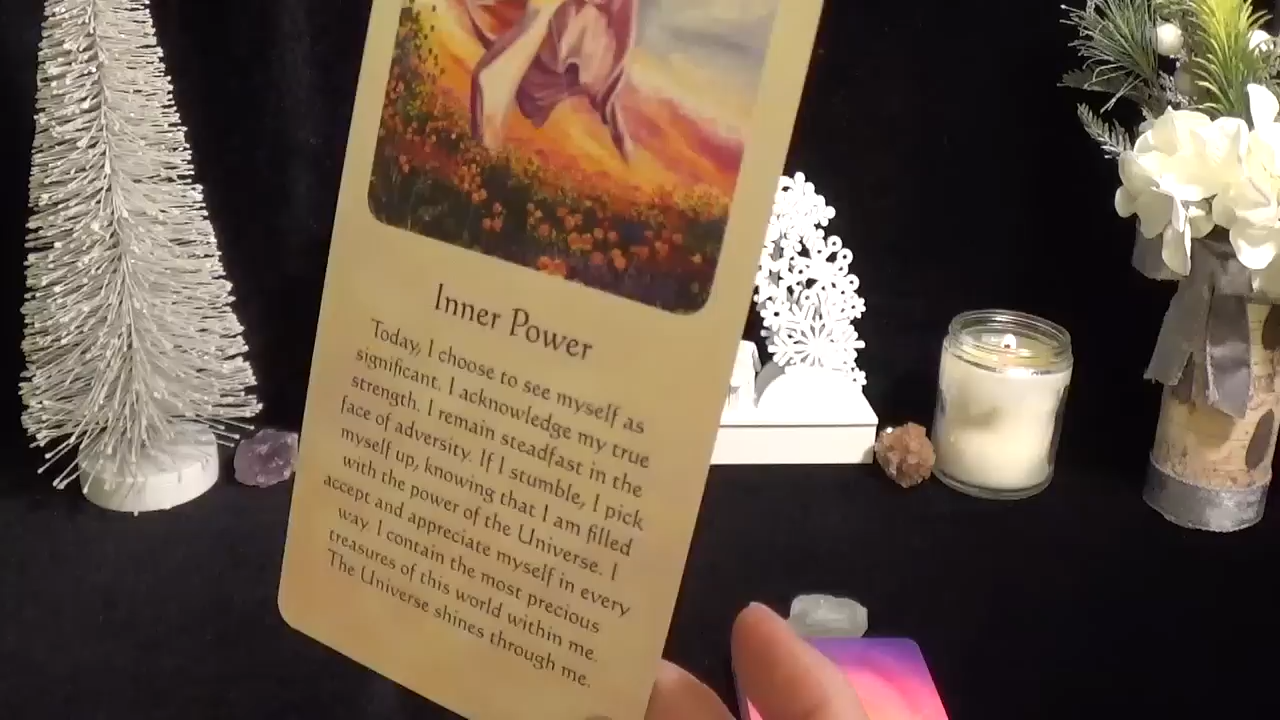 Inner Power
Today, I choose to see myself as
significant. I acknowledge my true
strength. I remain steadfast in the
face of adversity. If I stumble, I pick
myself up, knowing that I am filled
with the power of the Universe. I
accept and appreciate myself in every
way. I contain the most precious
treasures of this world within me.
The Universe shines through me.